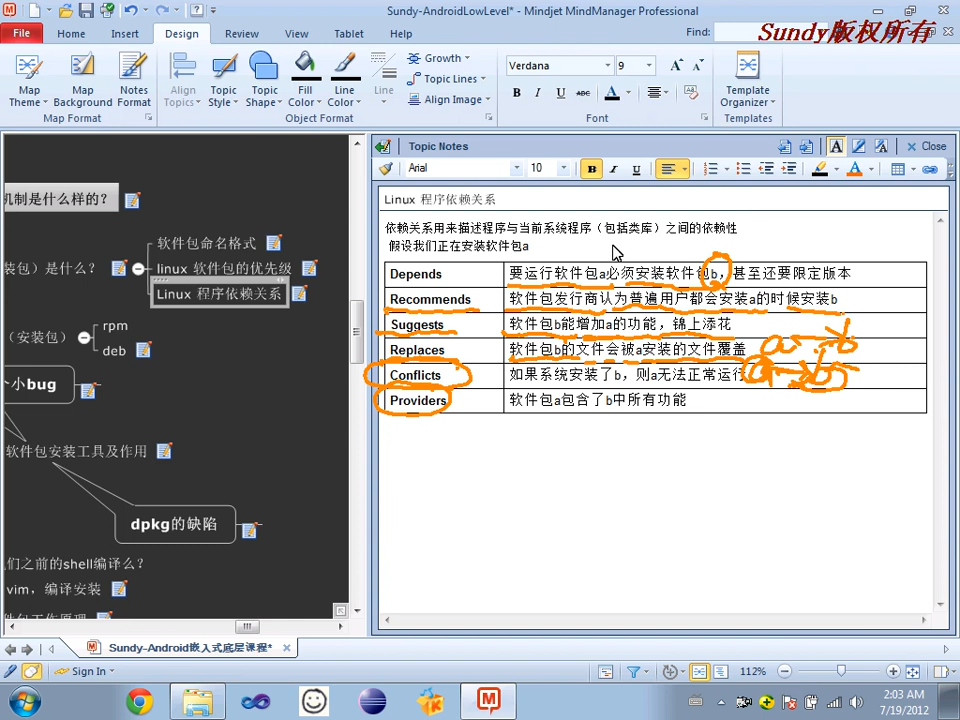 Sundy-AndroidLowLevel* - Mindjet MindManager Professional
File Home Insert Design Review View Tablet Help Find:
Sundy版权所有
Map Theme
Map Background
Notes Format
Align Topics
Topic Style
Topic Shape
Fill Color
Line Color
Line
Growth
Topic Lines
Align Image
Verdana 9
B I U ABC A
Template Organizer
Map Format Object Format Font Templates
Topic Notes Close
Arial 10 B I U
Linux 程序依赖关系
依赖关系用来描述程序与当前系统程序（包括类库）之间的依赖性
假设我们正在安装软件包a
Depends 要运行软件包a必须安装软件包b，甚至还要限定版本
Recommends 软件包发行商认为普遍用户都会安装a的时候安装b
Suggests 软件包b能增加a的功能，锦上添花
Replaces 软件包b的文件会被a安装的文件覆盖
Conflicts 如果系统安装了b，则a无法正常运行
Providers 软件包a包含了b中所有功能
a b
a b
机制是什么样的？
软件包命名格式
装包）是什么？
linux 软件包的优先级
Linux 程序依赖关系
（安装包）
rpm
deb
个小bug
软件包安装工具及作用
dpkg的缺陷
们之前的shell编译么？
vim，编译安装
件包工作原理
Sundy-Android嵌入式底层课程*
Sign In 112%
2:03 AM
7/19/2012